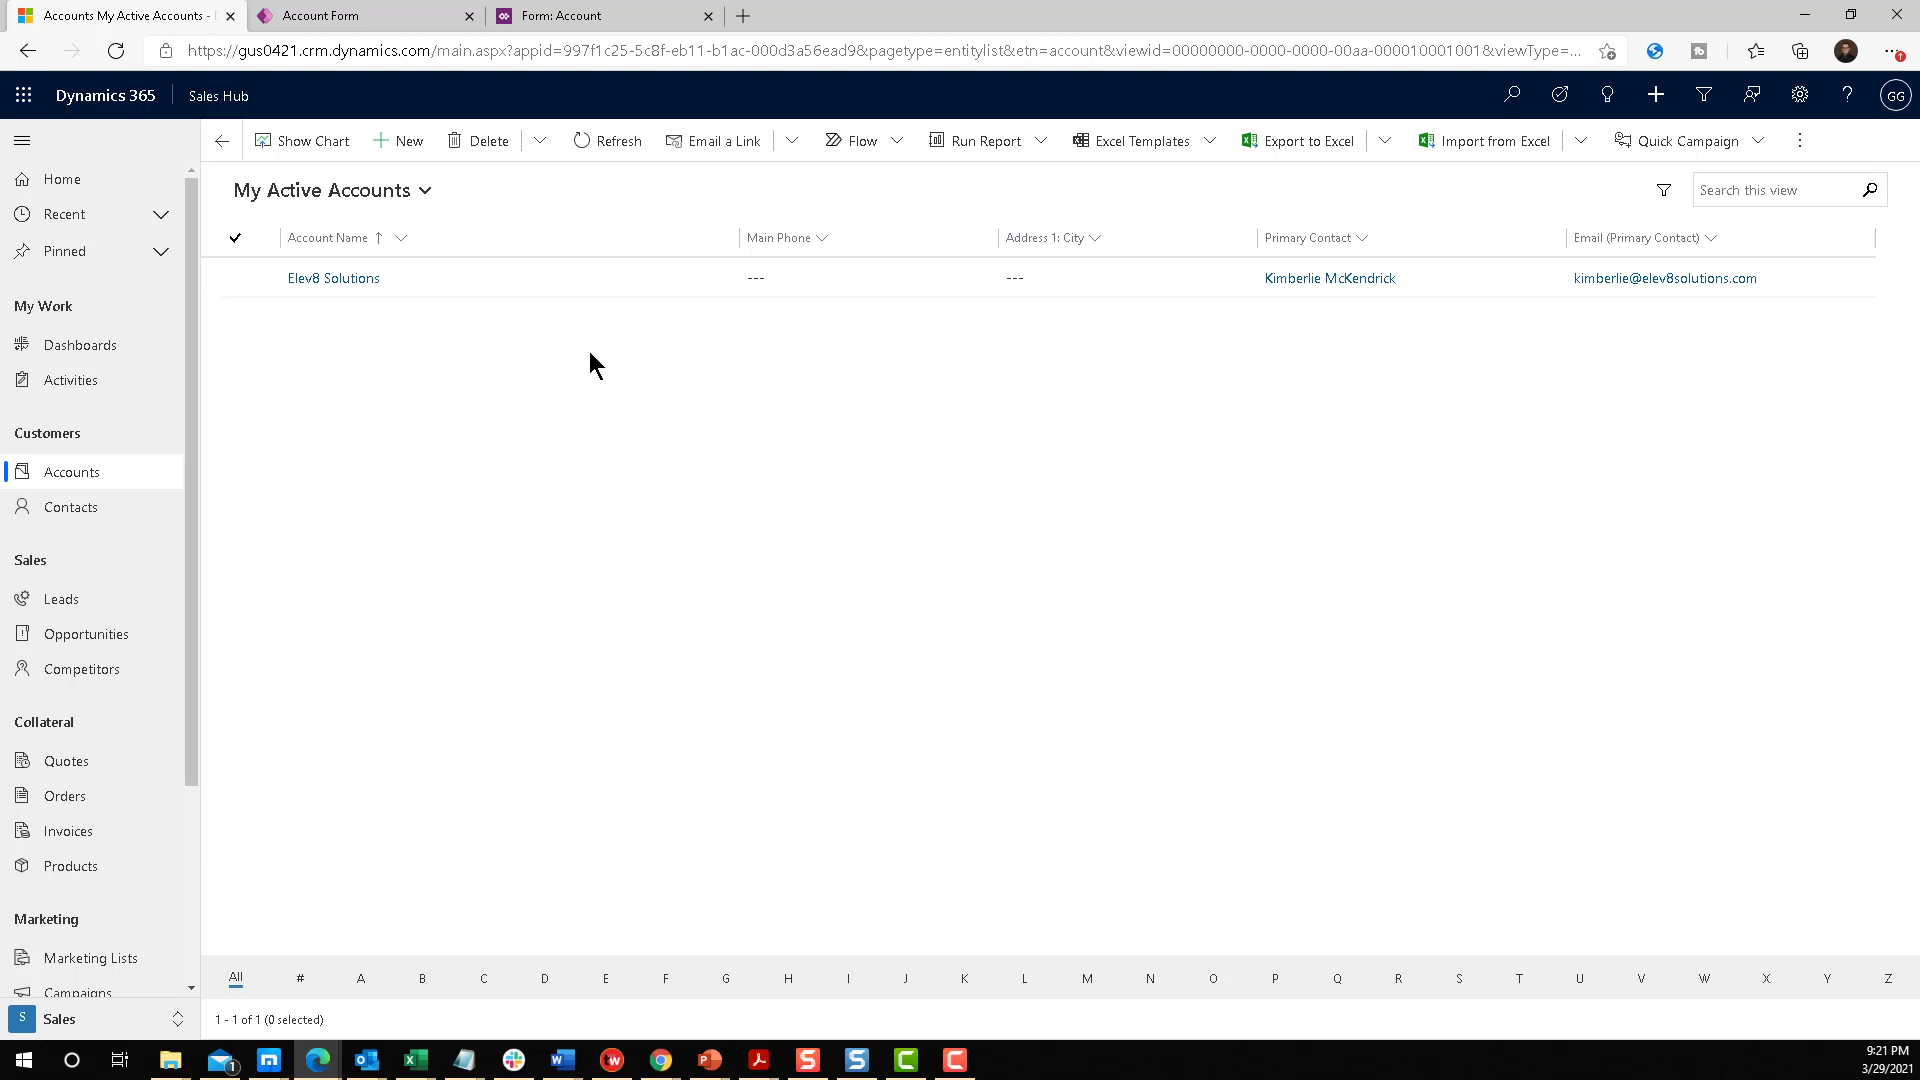 Accounts My Active Accounts -
Account Form
Form: Account
https://gus0421.crm.dynamics.com/main.aspx?appid=997f1c25-5c8f-eb11-b1ac-000d3a56ead9&pagetype=entitylist&etn=account&viewid=00000000-0000-0000-00aa-000010001001&viewType=...
Dynamics 365
Sales Hub
GG
Show Chart
New
Delete
Refresh
Email a Link
Flow
Run Report
Excel Templates
Export to Excel
Import from Excel
Quick Campaign
Home
Recent
Pinned
My Work
Dashboards
Activities
Customers
Accounts
Contacts
Sales
Leads
Opportunities
Competitors
Collateral
Quotes
Orders
Invoices
Products
Marketing
Marketing Lists
Campaigns
S Sales
My Active Accounts
Search this view
Account Name ↑ Main Phone Address 1: City Primary Contact Email (Primary Contact)
Elev8 Solutions --- --- Kimberlie McKendrick kimberlie@elev8solutions.com
All # A B C D E F G H I J K L M N O P Q R S T U V W X Y Z
1 - 1 of 1 (0 selected)
9:21 PM
3/29/2021